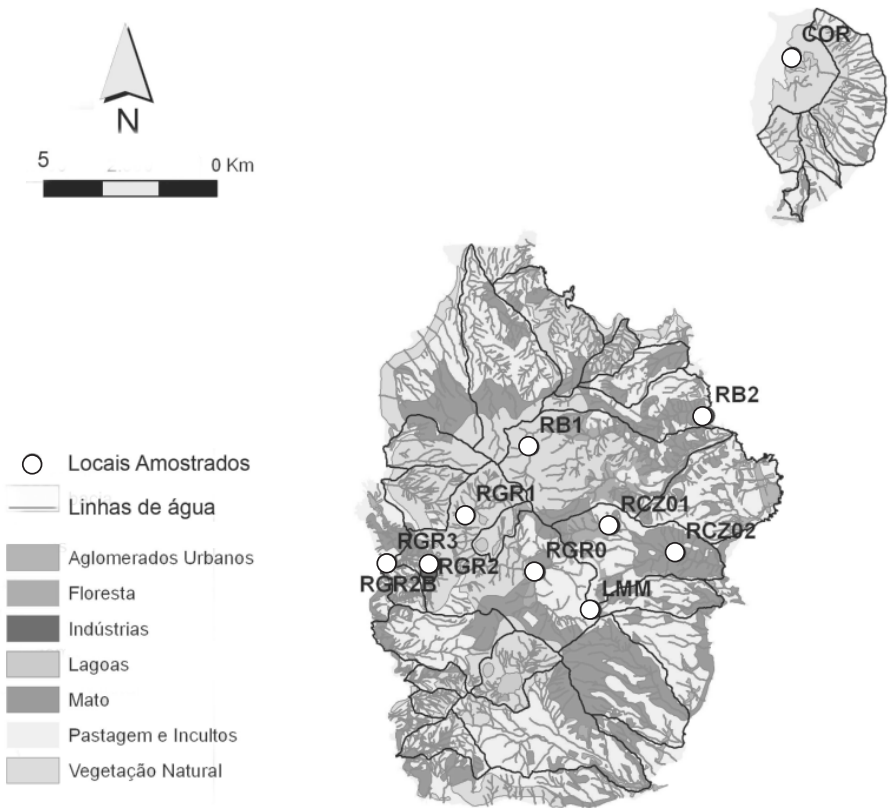 COR
N
5
0 Km
RB2
RB1
RGR1
RCZ01
RGR3
RCZ02
RGR0
RGR2
RGR2B
LMM
Locais Amostrados
Linhas de água
Aglomerados Urbanos
Floresta
Indústrias
Lagoas
Mato
Pastagem e Incultos
Vegetação Natural